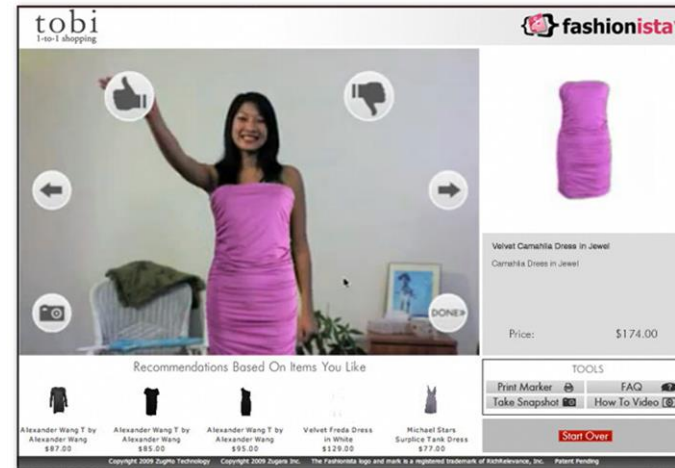 tobi
1-to-1 shopping
fashionista
DONE»
Velvet Camahlia Dress in Jewel
Camahlia Dress in Jewel
Price: $174.00
Recommendations Based On Items You Like
Alexander Wang T by
Alexander Wang
$87.00
Alexander Wang T by
Alexander Wang
$85.00
Alexander Wang T by
Alexander Wang
$95.00
Velvet Freda Dress
in White
$129.00
Michael Stars
Surplice Tank Dress
$77.00
TOOLS
Print Marker
FAQ
Take Snapshot
How To Video
Start Over
Copyright 2009 ZugMo Technology Copyright 2009 Zugara Inc. The Fashionista logo and mark is a registered trademark of RichRelevance, Inc. Patent Pending